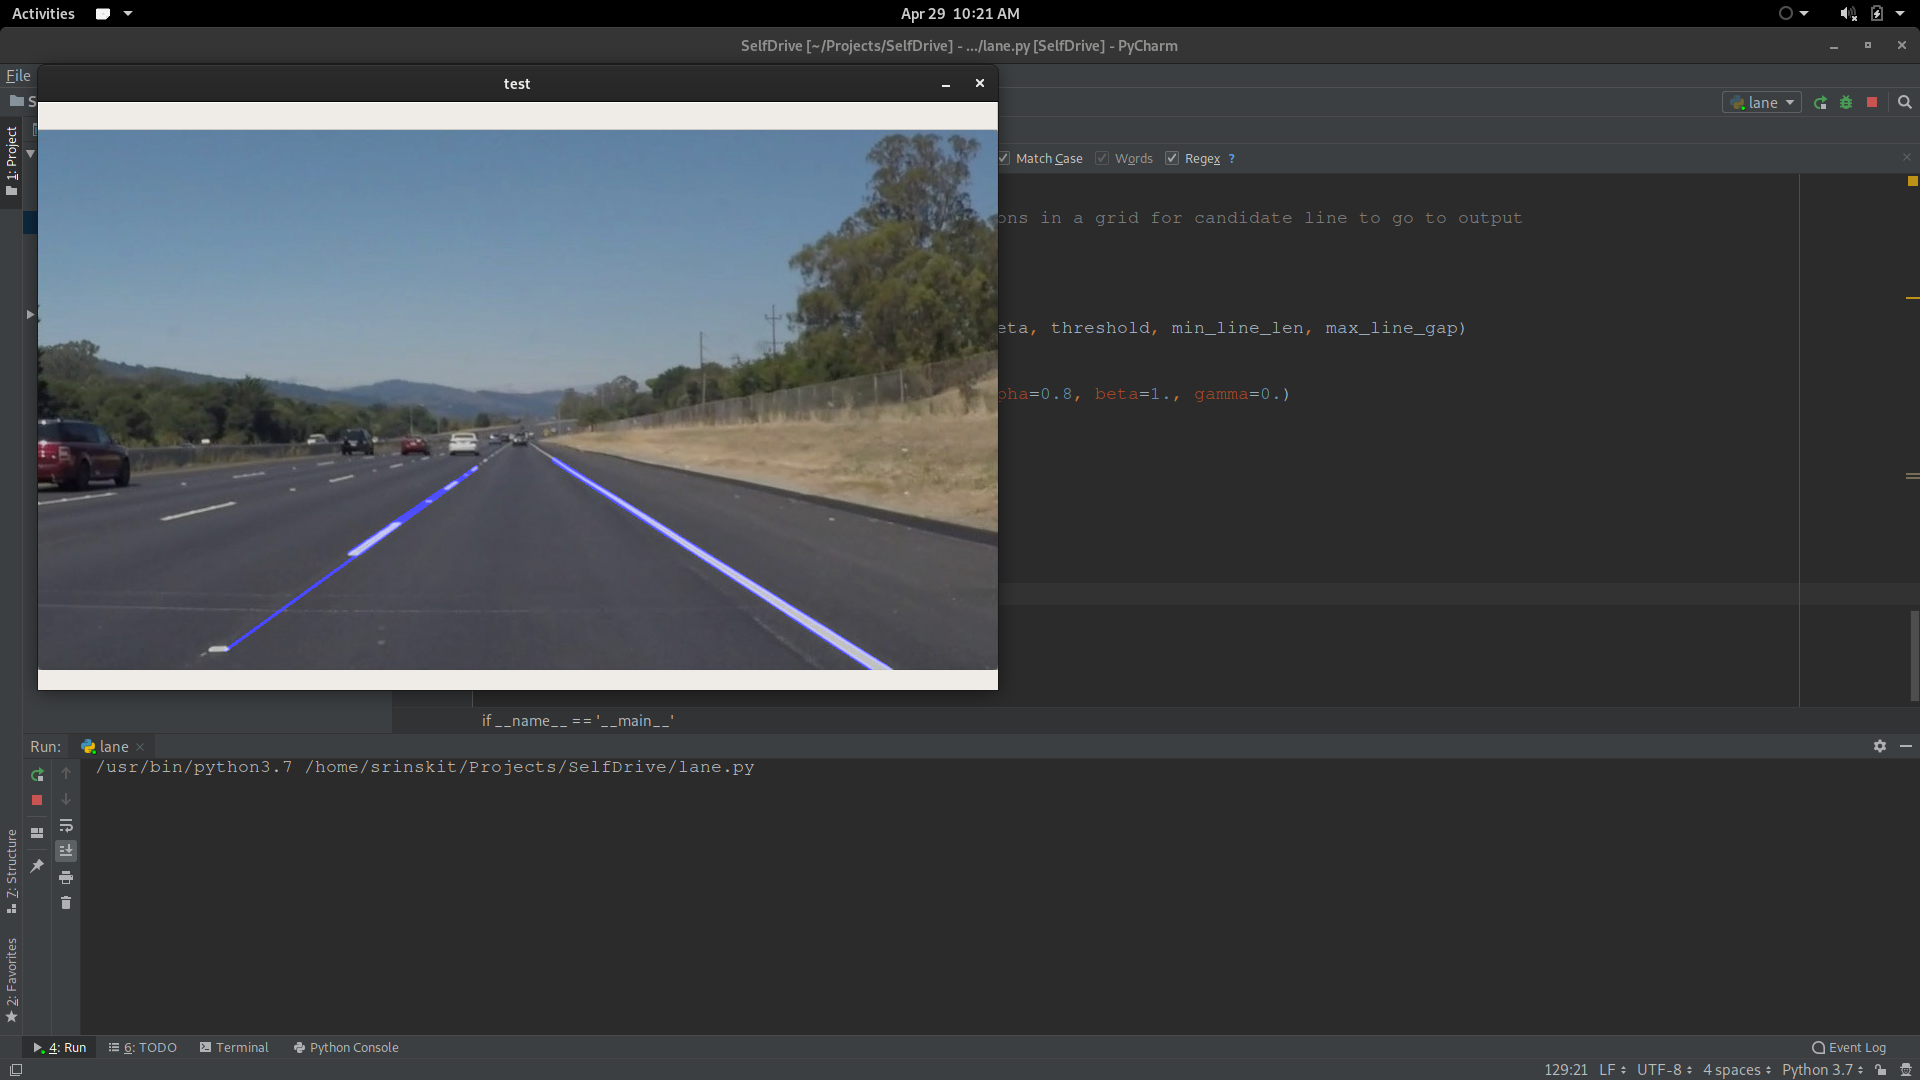 Activities
Apr 29 10:21 AM
SelfDrive [~/Projects/SelfDrive] - .../lane.py [SelfDrive] - PyCharm
File
test
S
lane
1: Project
Match Case
Words
Regex ?
ons in a grid for candidate line to go to output
eta, threshold, min_line_len, max_line_gap)
pha=0.8, beta=1., gamma=0.)
if __name__ == '__main__'
Run:
lane
/usr/bin/python3.7 /home/srinskit/Projects/SelfDrive/lane.py
7: Structure
2: Favorites
4: Run
6: TODO
Terminal
Python Console
Event Log
129:21
LF
UTF-8
4 spaces
Python 3.7